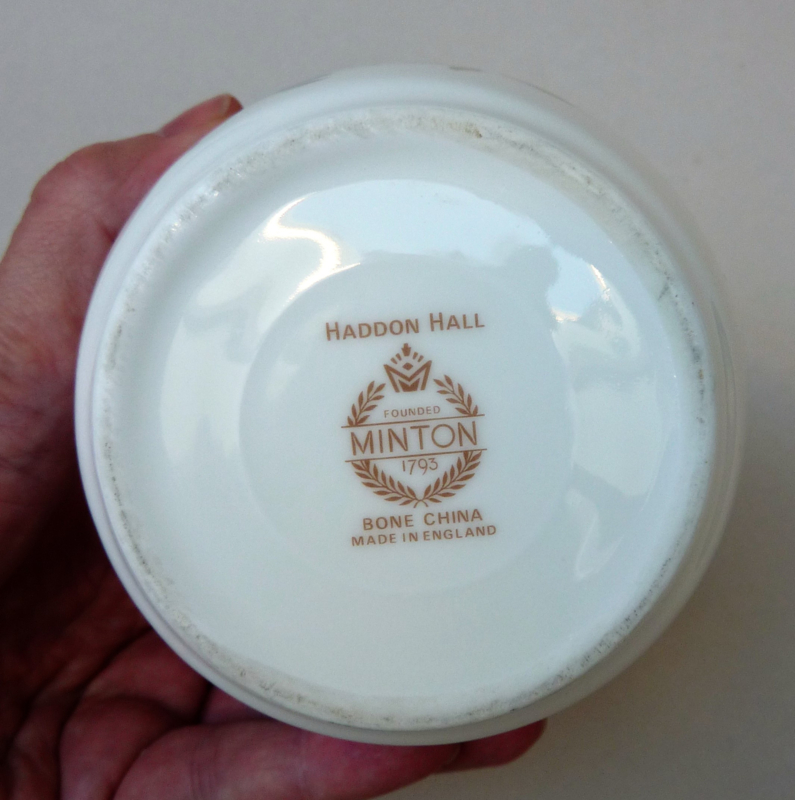 HADDON HALL
FOUNDED
MINTON
1793
BONE CHINA
MADE IN ENGLAND